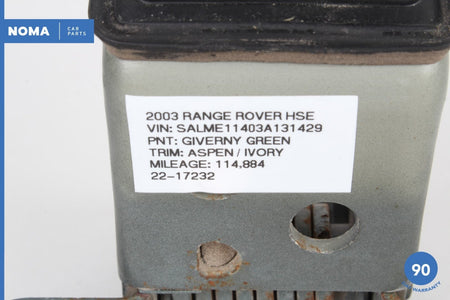 NOMA
CAR
PARTS
2003 RANGE ROVER HSE
VIN: SALME11403A131429
PNT: GIVERNY GREEN
TRIM: ASPEN / IVORY
MILEAGE: 114,884
22-17232
90
WARRANTY